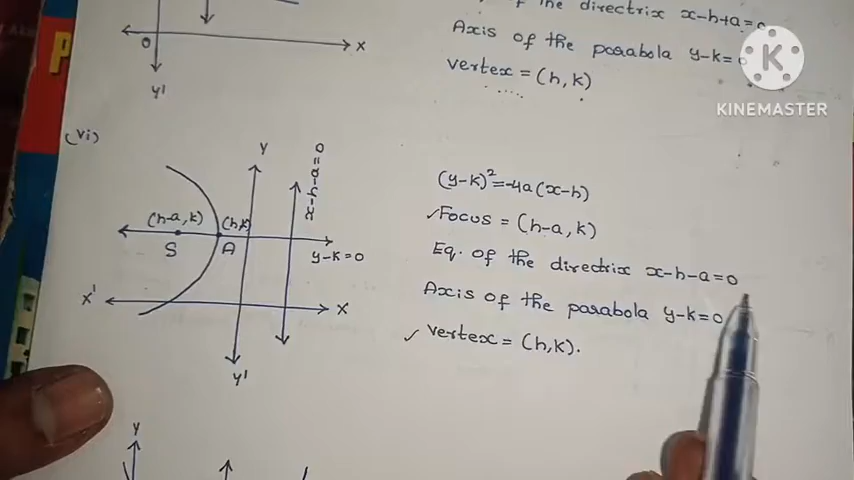 the directrix x-h+a=0
Axis of the parabola y-k=0
vertex = (h, k)
O
X
Y'
K
KINEMASTER
(vi)
Y
x-h-a=0
(h-a, k)
(h,k)
S
A
y-k=0
X'
X
Y'
(y-k)²=-4a(x-h)
✓Focus = (h-a, k)
Eq. of the directrix x-h-a=0
Axis of the parabola y-k=0
✓ vertex = (h,k).
Y